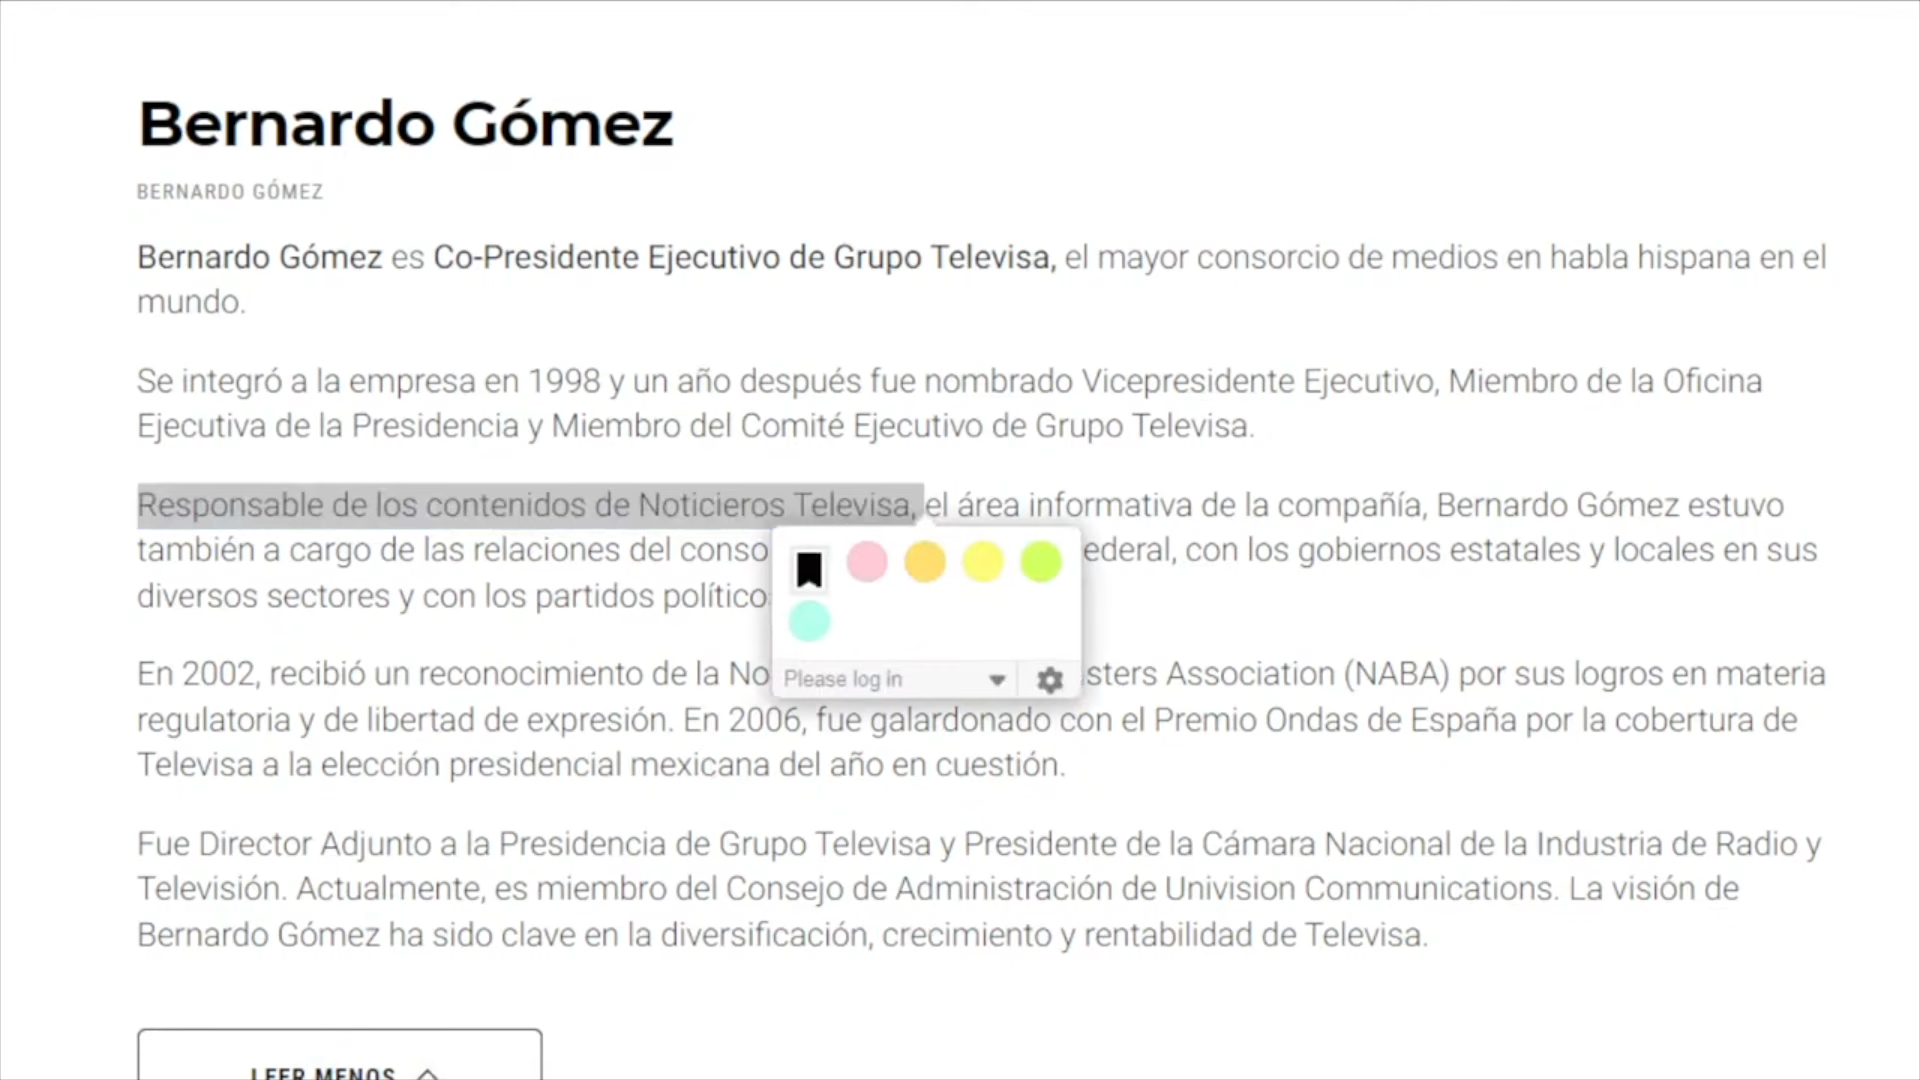 Bernardo Gómez
BERNARDO GÓMEZ
Bernardo Gómez es Co-Presidente Ejecutivo de Grupo Televisa, el mayor consorcio de medios en habla hispana en el
mundo.
Se integró a la empresa en 1998 y un año después fue nombrado Vicepresidente Ejecutivo, Miembro de la Oficina
Ejecutiva de la Presidencia y Miembro del Comité Ejecutivo de Grupo Televisa.
Responsable de los contenidos de Noticieros Televisa, el área informativa de la compañía, Bernardo Gómez estuvo
también a cargo de las relaciones del conso ederal, con los gobiernos estatales y locales en sus
diversos sectores y con los partidos político
En 2002, recibió un reconocimiento de la No sters Association (NABA) por sus logros en materia
Please log in
regulatoria y de libertad de expresión. En 2006, fue galardonado con el Premio Ondas de España por la cobertura de
Televisa a la elección presidencial mexicana del año en cuestión.
Fue Director Adjunto a la Presidencia de Grupo Televisa y Presidente de la Cámara Nacional de la Industria de Radio y
Televisión. Actualmente, es miembro del Consejo de Administración de Univision Communications. La visión de
Bernardo Gómez ha sido clave en la diversificación, crecimiento y rentabilidad de Televisa.
LEER MENOS